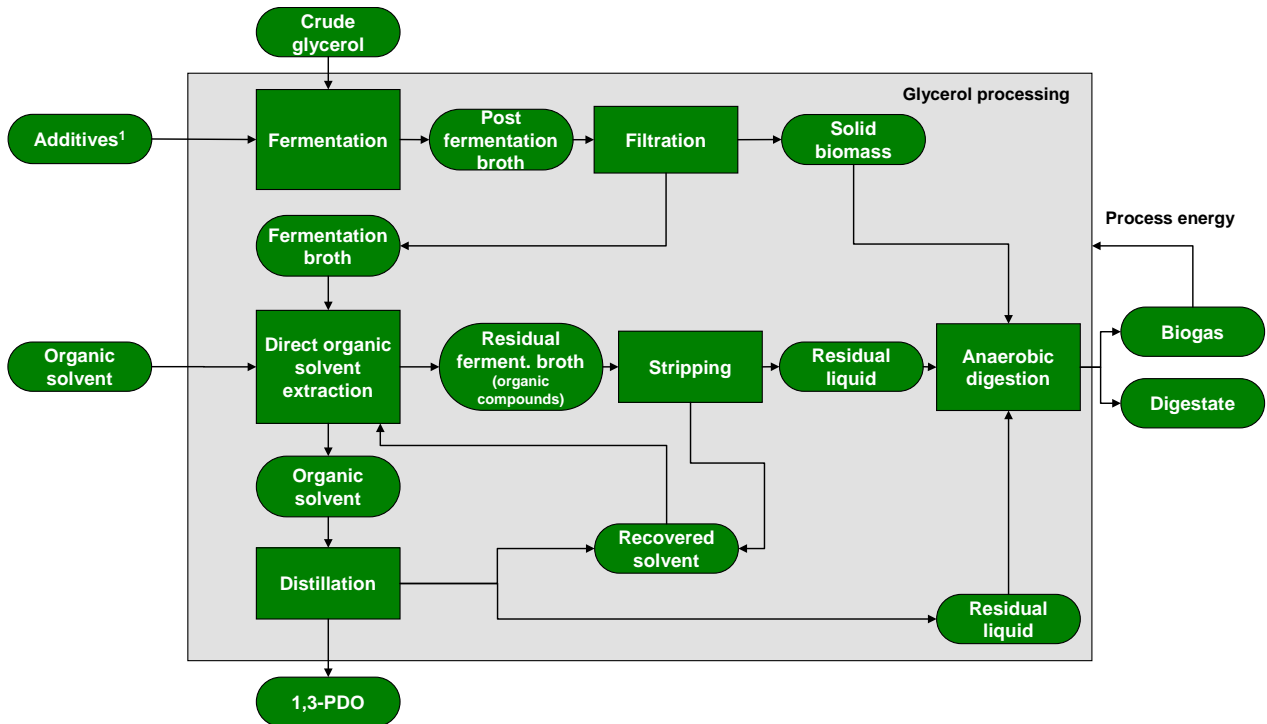 Crude
glycerol
Glycerol processing
Additives¹
Fermentation
Post
fermentation
broth
Filtration
Solid
biomass
Process energy
Fermentation
broth
Organic
solvent
Direct organic
solvent
extraction
Residual
ferment. broth
(organic
compounds)
Stripping
Residual
liquid
Anaerobic
digestion
Biogas
Digestate
Organic
solvent
Recovered
solvent
Distillation
Residual
liquid
1,3-PDO